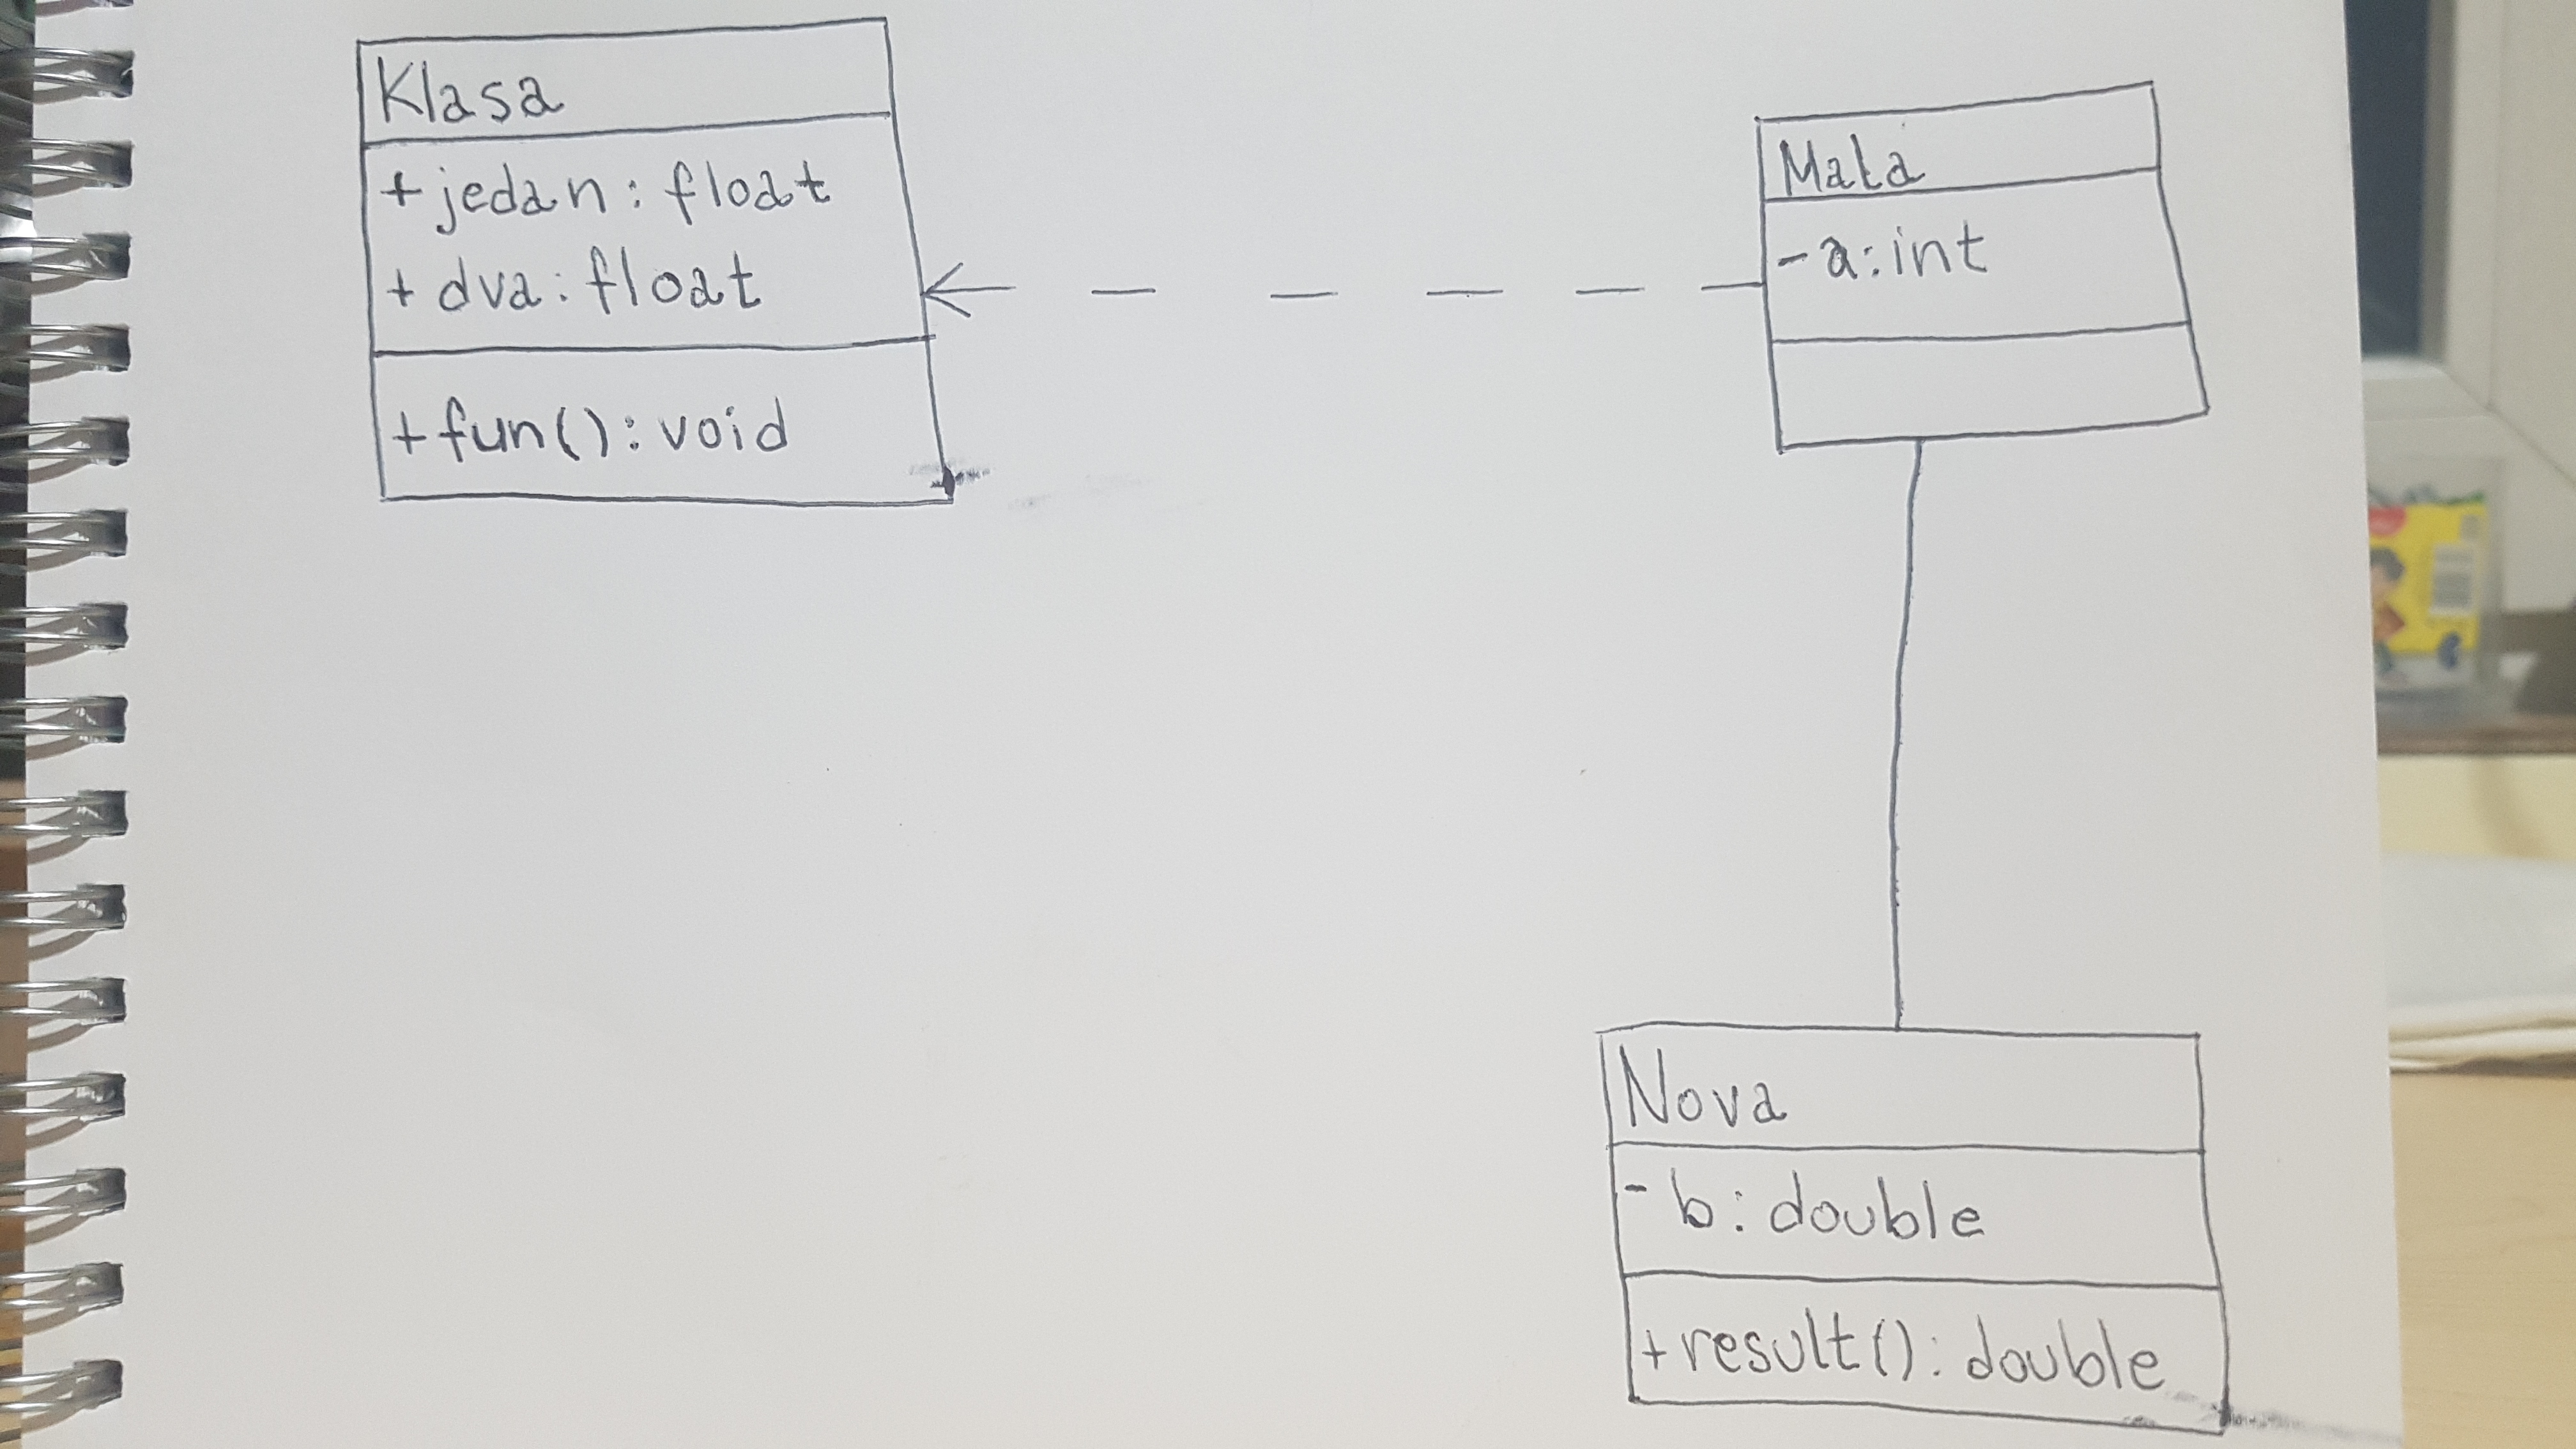 Klasa
+ jedan: float
+ dva: float
+ fun(): void
Mala
- a: int
Nova
- b: double
+ result(): double